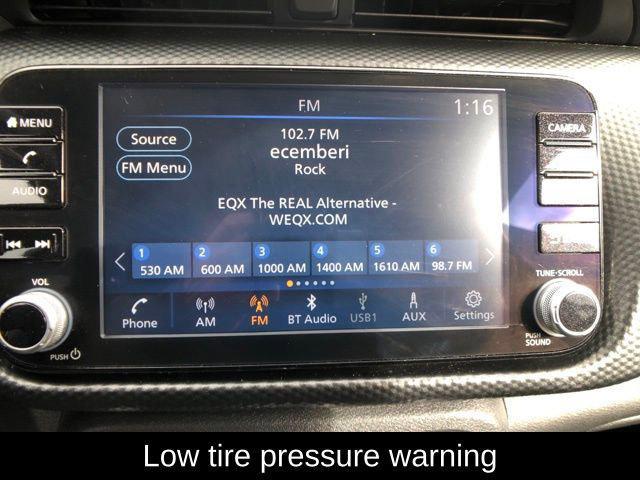 FM 1:16
MENU
CAMERA
Source
102.7 FM
ecemberi
FM Menu
Rock
AUDIO
EQX The REAL Alternative -
WEQX.COM
1 2 3 4 5 6
530 AM 600 AM 1000 AM 1400 AM 1610 AM 98.7 FM
VOL
TUNE•SCROLL
Phone AM FM BT Audio USB1 AUX Settings
PUSH
PUSH
SOUND
Low tire pressure warning